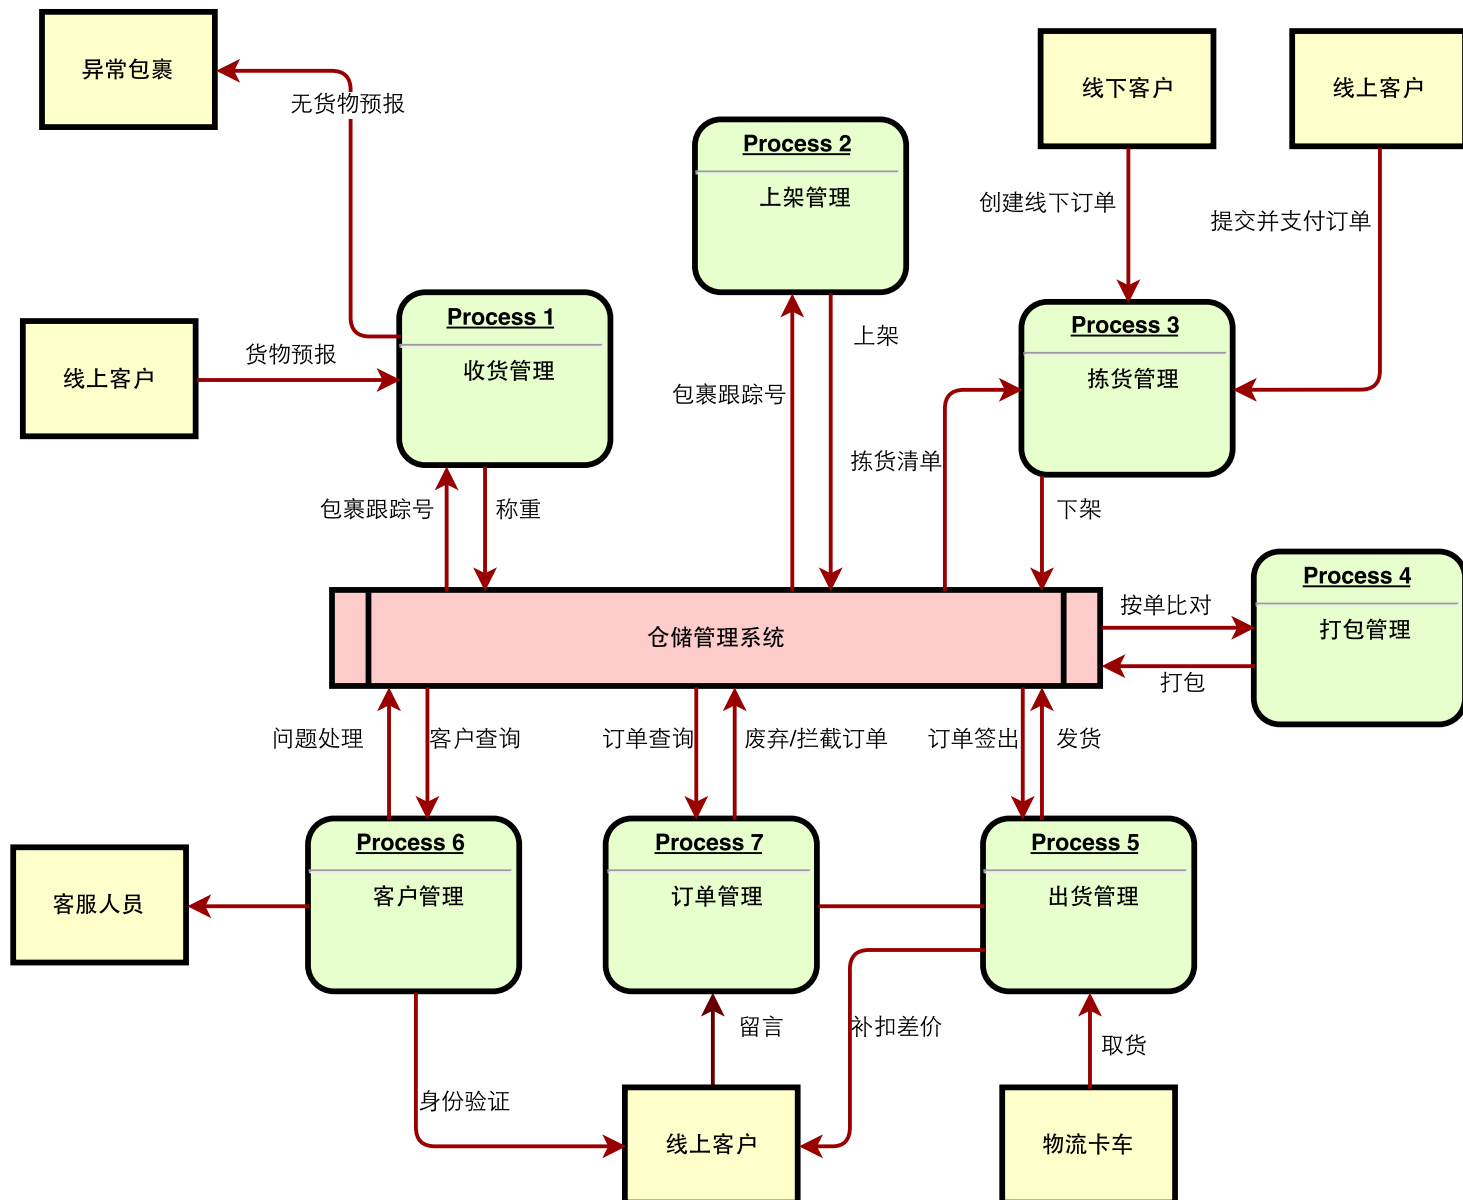 异常包裹
无货物预报
线下客户
线上客户
Process 2
上架管理
创建线下订单
提交并支付订单
Process 1
收货管理
货物预报
线上客户
上架
Process 3
拣货管理
包裹跟踪号
拣货清单
包裹跟踪号
称重
下架
Process 4
打包管理
按单比对
仓储管理系统
打包
问题处理
客户查询
订单查询
废弃/拦截订单
订单签出
发货
Process 6
客户管理
Process 7
订单管理
Process 5
出货管理
客服人员
留言
补扣差价
取货
身份验证
线上客户
物流卡车